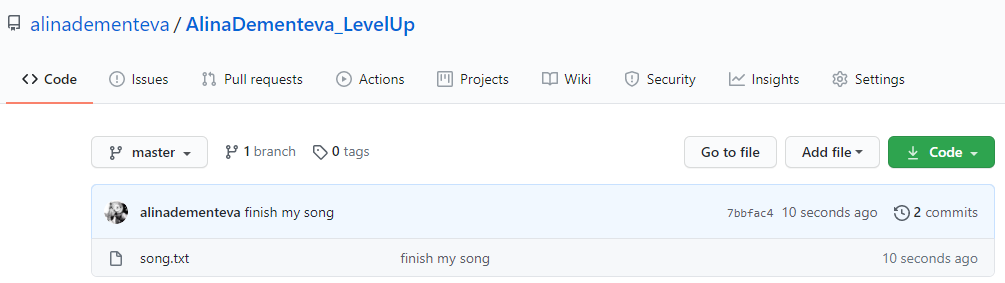 alinadementeva / AlinaDementeva_LevelUp
Code Issues Pull requests Actions Projects Wiki Security Insights Settings
master 1 branch 0 tags Go to file Add file Code
alinadementeva finish my song 7bbfac4 10 seconds ago 2 commits
song.txt finish my song 10 seconds ago